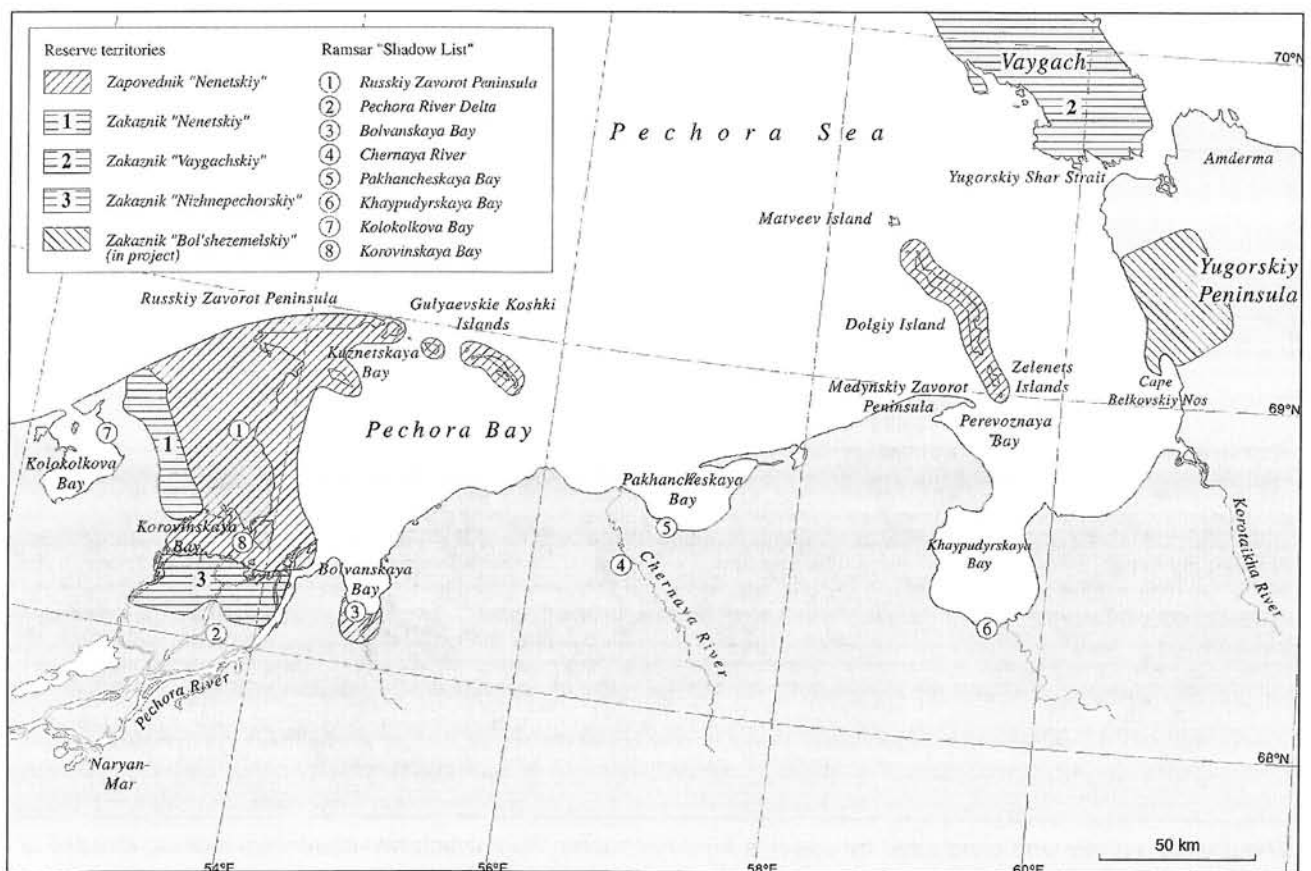 Reserve territories
Zapovednik "Nenetskiy"
1 Zakaznik "Nenetskiy"
2 Zakaznik "Vaygachskiy"
3 Zakaznik "Nizhnepechorskiy"
Zakaznik "Bol'shezemelskiy"
(in project)
Ramsar "Shadow List"
1 Russkiy Zavorot Peninsula
2 Pechora River Delta
3 Bolvanskaya Bay
4 Chernaya River
5 Pakhancheskaya Bay
6 Khaypudyrskaya Bay
7 Kolokolkova Bay
8 Korovinskaya Bay
Vaygach
2
70°N
Pechora Sea
Amderma
Yugorskiy Shar Strait
Matveev Island
Yugorskiy
Peninsula
Russkiy Zavorot Peninsula
Gulyaevskie Koshki
Islands
Dolgiy Island
Kuznetskaya
Bay
Zelenets
Islands
Medynskiy Zavorot
Peninsula
Cape
Belkovskiy Nos
69°N
Perevoznaya
Bay
7
1
1
Pechora Bay
Kolokolkova
Bay
Pakhancheskaya
Bay
5
Korovinskaya
Bay
8
Khaypudyrskaya
Bay
Korotaikha River
3
Bolvanskaya
Bay
3
4
Chernaya River
6
2
Pechora River
Naryan
Mar
68°N
50 km
54°E
56°E
58°E
60°E